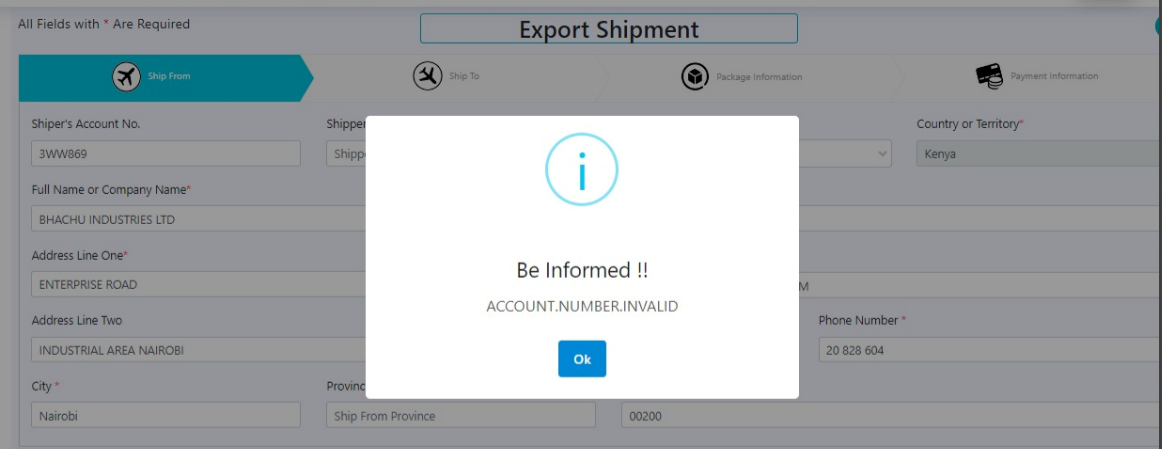 All Fields with * Are Required
Export Shipment
Ship From
Ship To
Package Information
Payment Information
Shiper's Account No.
Shipper
Country or Territory*
3WW869
Shipp
Kenya
Full Name or Company Name*
BHACHU INDUSTRIES LTD
Address Line One*
ENTERPRISE ROAD
M
Address Line Two
Phone Number *
INDUSTRIAL AREA NAIROBI
20 828 604
City *
Provinc
Nairobi
Ship From Province
00200
i
Be Informed !!
ACCOUNT.NUMBER.INVALID
Ok